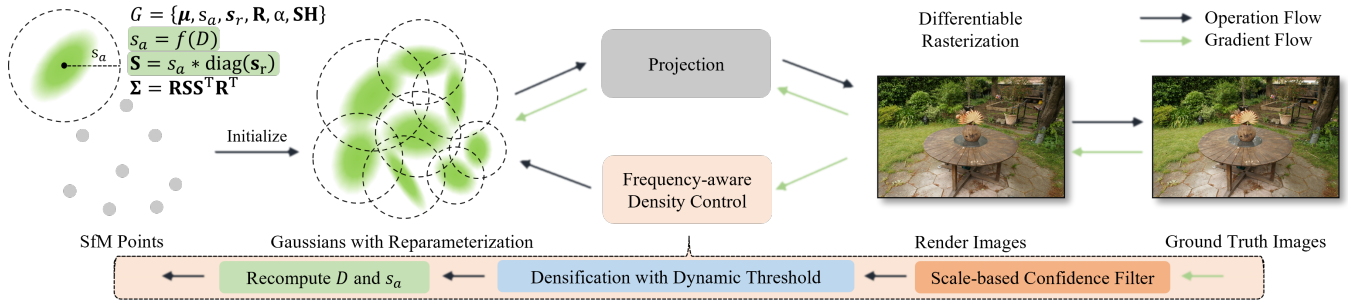 G = {μ, s_a, s_r, R, α, SH}
s_a = f(D)
S = s_a * diag(s_r)
Σ = RSSᵀRᵀ
s_a
Initialize
SfM Points
Gaussians with Reparameterization
Projection
Frequency-aware
Density Control
Differentiable
Rasterization
Operation Flow
Gradient Flow
Render Images
Ground Truth Images
Recompute D and s_a
Densification with Dynamic Threshold
Scale-based Confidence Filter